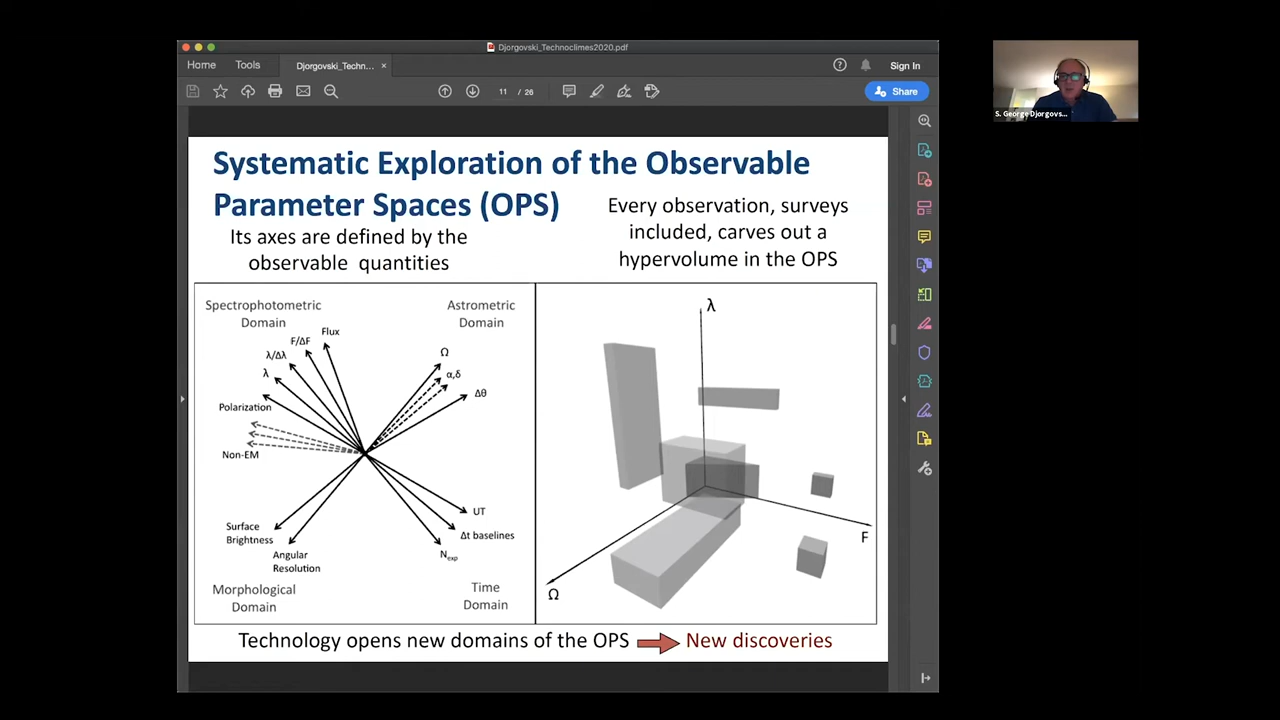 Djorgovski_Technoclimes2020.pdf
Home
Tools
Djorgovski_Techn...
×
Sign In
11 / 26
Share
S. George Djorgovs...
Systematic Exploration of the Observable
Parameter Spaces (OPS)
Its axes are defined by the
observable quantities
Every observation, surveys
included, carves out a
hypervolume in the OPS
Spectrophotometric
Domain
Astrometric
Domain
Flux
F/ΔF
λ/Δλ
λ
Polarization
Non-EM
Ω
α,δ
Δθ
Surface
Brightness
Angular
Resolution
UT
Δt baselines
Nexp
Morphological
Domain
Time
Domain
λ
F
Ω
Technology opens new domains of the OPS
New discoveries